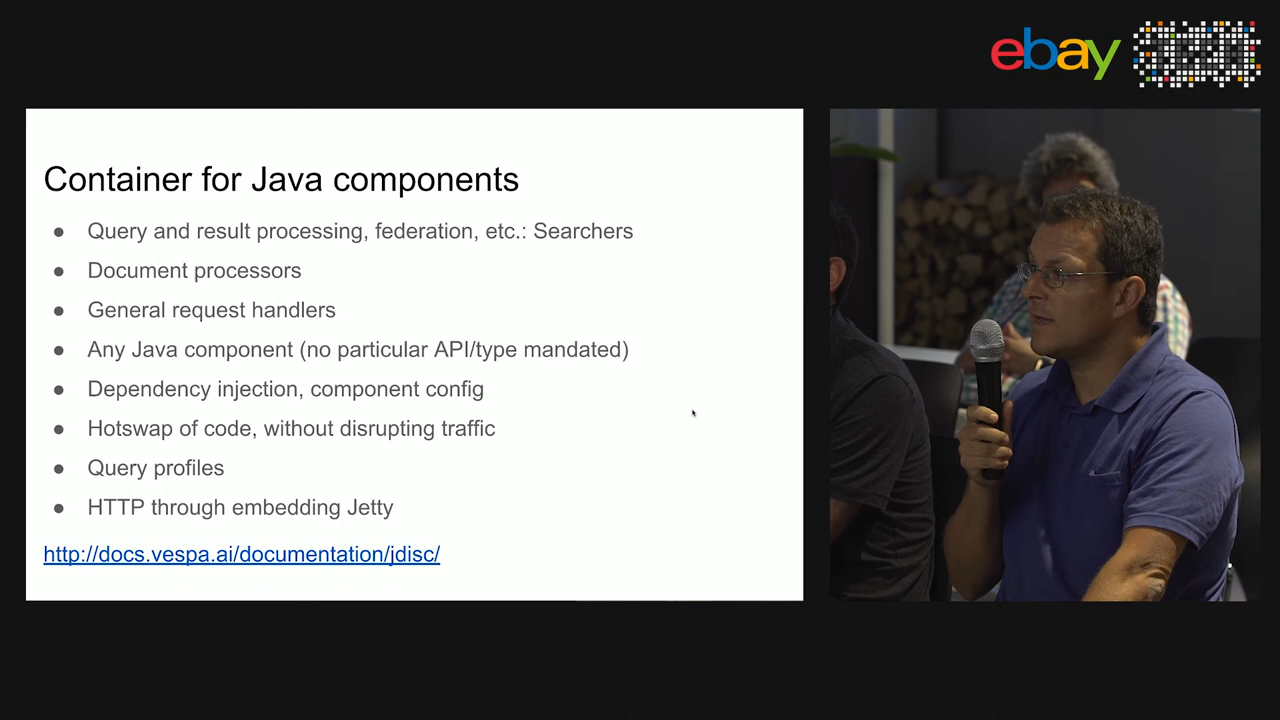 ebay
Container for Java components
● Query and result processing, federation, etc.: Searchers
● Document processors
● General request handlers
● Any Java component (no particular API/type mandated)
● Dependency injection, component config
● Hotswap of code, without disrupting traffic
● Query profiles
● HTTP through embedding Jetty
http://docs.vespa.ai/documentation/jdisc/